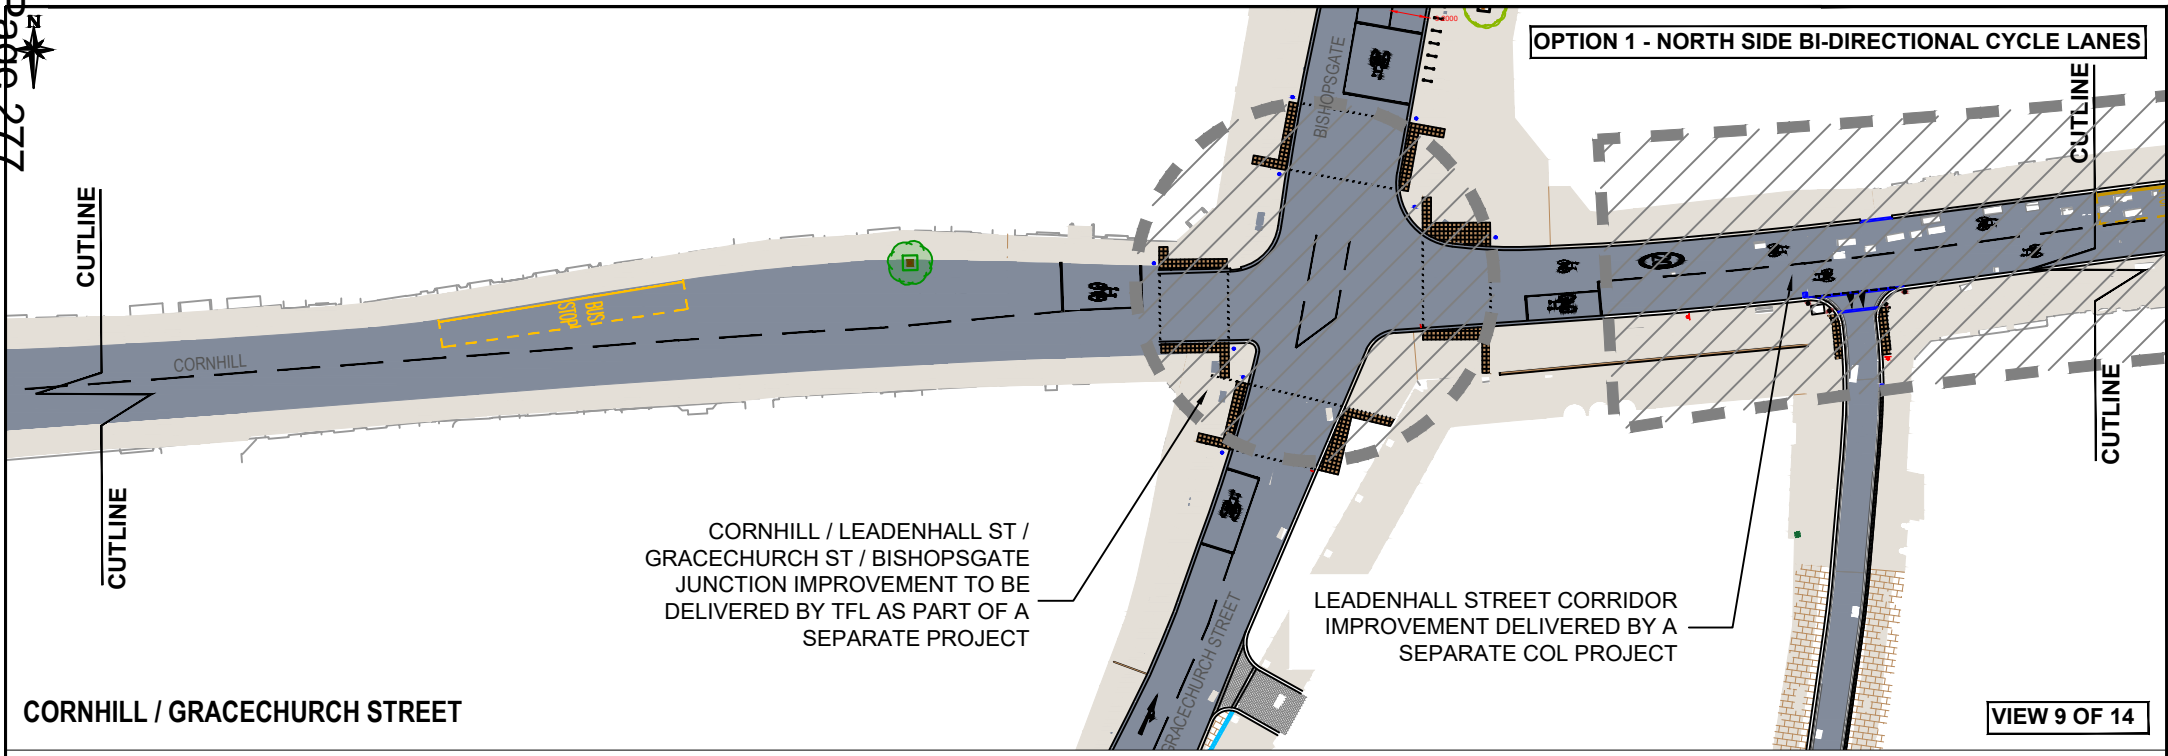 Page 277
N
OPTION 1 - NORTH SIDE BI-DIRECTIONAL CYCLE LANES
CUTLINE
CUTLINE
CUTLINE
CUTLINE
BISHOPSGATE
CORNHILL
BUS
STOP
CORNHILL / LEADENHALL ST /
GRACECHURCH ST / BISHOPSGATE
JUNCTION IMPROVEMENT TO BE
DELIVERED BY TFL AS PART OF A
SEPARATE PROJECT
LEADENHALL STREET CORRIDOR
IMPROVEMENT DELIVERED BY A
SEPARATE COL PROJECT
GRACECHURCH STREET
CORNHILL / GRACECHURCH STREET
VIEW 9 OF 14